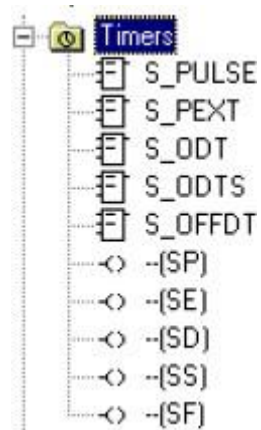 Timers
S_PULSE
S_PEXT
S_ODT
S_ODTS
S_OFFDT
--(SP)
--(SE)
--(SD)
--(SS)
--(SF)